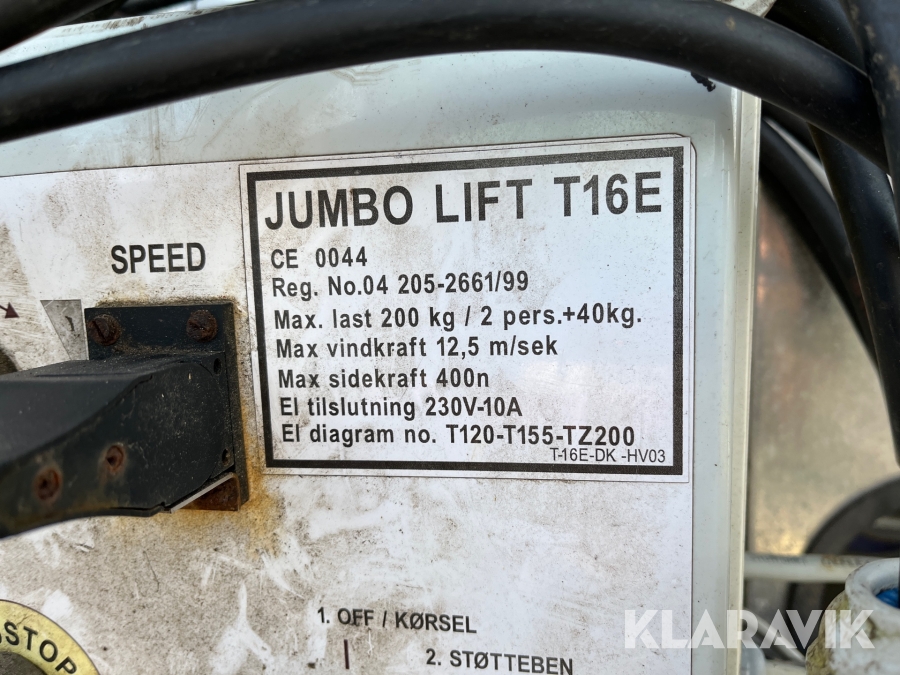 JUMBO LIFT T16E
SPEED
CE 0044
Reg. No.04 205-2661/99
Max. last 200 kg / 2 pers.+40kg.
Max vindkraft 12,5 m/sek
Max sidekraft 400n
El tilslutning 230V-10A
El diagram no. T120-T155-TZ200
T-16E-DK -HV03
1. OFF / KØRSEL
2. STØTTEBEN
STOP
KLARAVIK